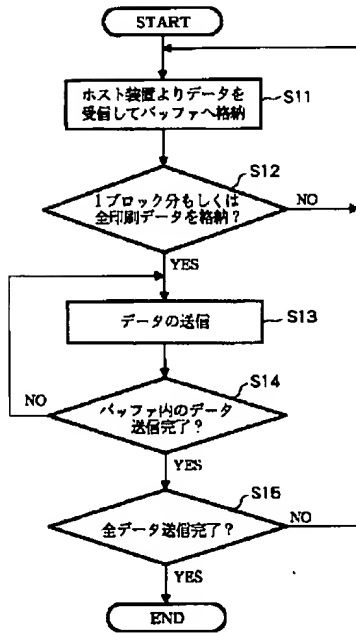 START
ホスト装置よりデータを
S11
受信してバッファへ格納
S12
1ブロック分もしくは
全印刷データを格納?
NO
YES
データの送信
S13
S14
NO
バッファ内のデータ
送信完了?
YES
S15
全データ送信完了?
NO
YES
END